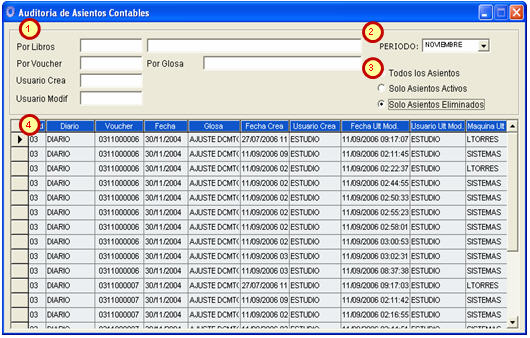 Auditoria de Asientos Contables
1
2
Por Libros
PERIODO: NOVIEMBRE
Por Voucher
Por Glosa
3
Todos los Asientos
Usuario Crea
Solo Asientos Activos
Usuario Modif
Solo Asientos Eliminados
4
Diario Voucher Fecha Glosa Fecha Crea Usuario Crea Fecha Ult Mod. Usuario Ult Mod. Maquina Ult
03 DIARIO 0311000006 30/11/2004 AJUSTE DCMTO 27/07/2006 11 ESTUDIO 11/09/2006 09:17:07 ESTUDIO LTORRES
03 DIARIO 0311000006 30/11/2004 AJUSTE DCMTO 11/09/2006 09 ESTUDIO 11/09/2006 02:11:45 ESTUDIO SISTEMAS
03 DIARIO 0311000006 30/11/2004 AJUSTE DCMTO 11/09/2006 02 ESTUDIO 11/09/2006 02:22:37 ESTUDIO LTORRES
03 DIARIO 0311000006 30/11/2004 AJUSTE DCMTO 11/09/2006 02 ESTUDIO 11/09/2006 02:44:55 ESTUDIO SISTEMAS
03 DIARIO 0311000006 30/11/2004 AJUSTE DCMTO 11/09/2006 02 ESTUDIO 11/09/2006 02:50:33 ESTUDIO SISTEMAS
03 DIARIO 0311000006 30/11/2004 AJUSTE DCMTO 11/09/2006 02 ESTUDIO 11/09/2006 02:55:23 ESTUDIO SISTEMAS
03 DIARIO 0311000006 30/11/2004 AJUSTE DCMTO 11/09/2006 02 ESTUDIO 11/09/2006 02:58:01 ESTUDIO SISTEMAS
03 DIARIO 0311000006 30/11/2004 AJUSTE DCMTO 11/09/2006 02 ESTUDIO 11/09/2006 03:00:53 ESTUDIO SISTEMAS
03 DIARIO 0311000006 30/11/2004 AJUSTE DCMTO 11/09/2006 03 ESTUDIO 11/09/2006 03:02:31 ESTUDIO SISTEMAS
03 DIARIO 0311000006 30/11/2004 AJUSTE DCMTO 11/09/2006 03 ESTUDIO 11/09/2006 08:37:38 ESTUDIO SISTEMAS
03 DIARIO 0311000007 30/11/2004 AJUSTE DCMTO 27/07/2006 11 ESTUDIO 11/09/2006 09:17:03 ESTUDIO LTORRES
03 DIARIO 0311000007 30/11/2004 AJUSTE DCMTO 11/09/2006 09 ESTUDIO 11/09/2006 02:11:42 ESTUDIO SISTEMAS
03 DIARIO 0311000007 30/11/2004 AJUSTE DCMTO 11/09/2006 02 ESTUDIO 11/09/2006 02:16:55 ESTUDIO SISTEMAS